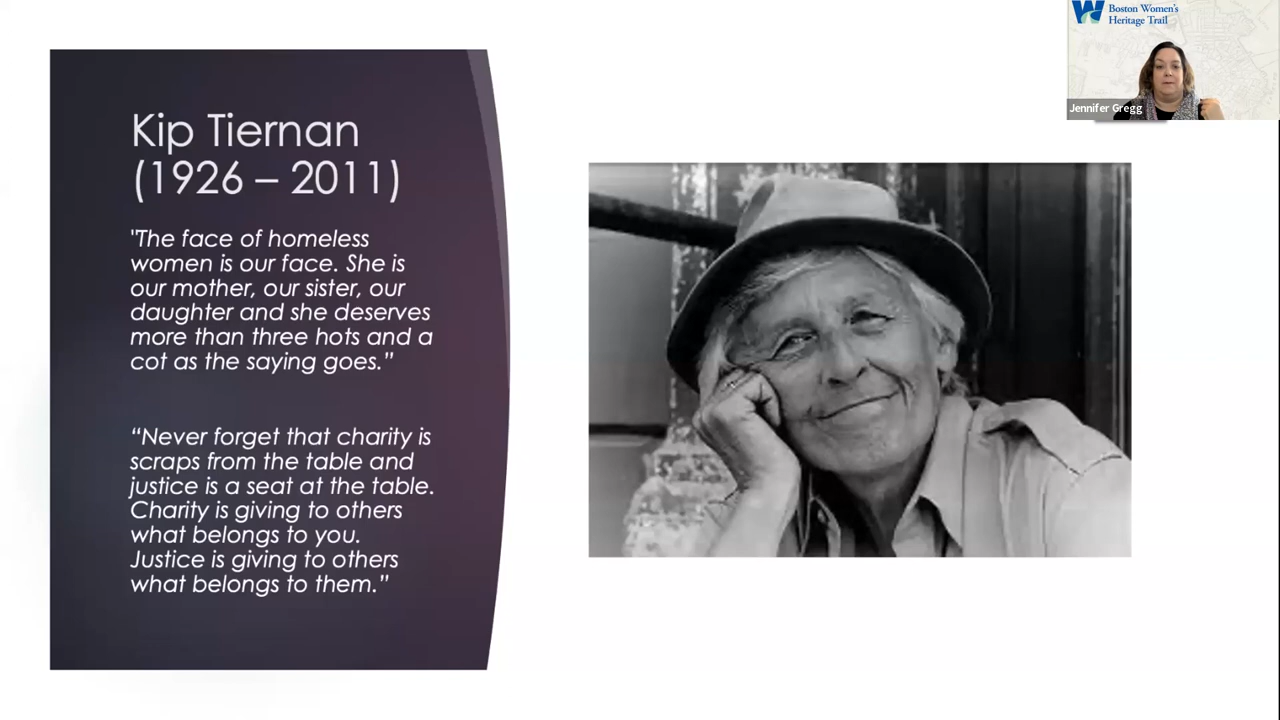 Kip Tiernan
(1926 – 2011)
"The face of homeless
women is our face. She is
our mother, our sister, our
daughter and she deserves
more than three hots and a
cot as the saying goes.”
“Never forget that charity is
scraps from the table and
justice is a seat at the table.
Charity is giving to others
what belongs to you.
Justice is giving to others
what belongs to them.”
Boston Women's
Heritage Trail
Jennifer Gregg